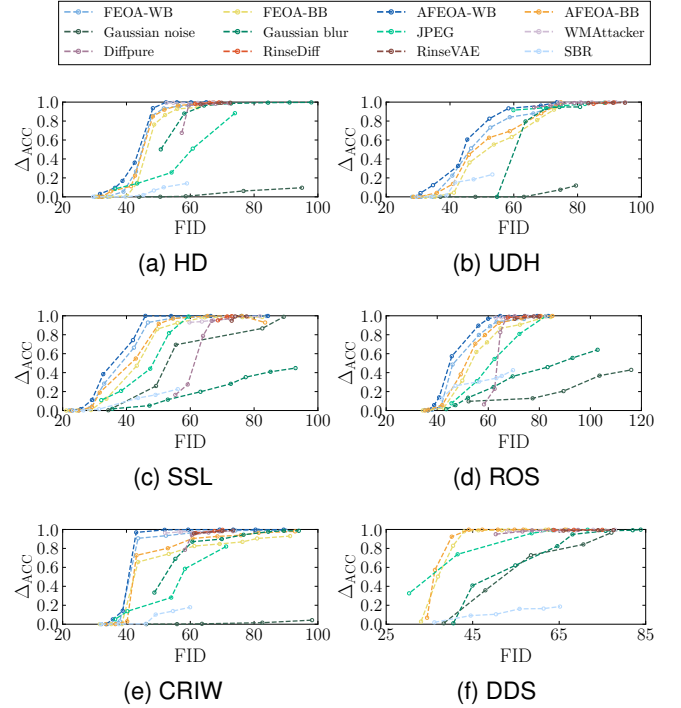 FEOA-WB FEOA-BB AFEOA-WB AFEOA-BB
Gaussian noise Gaussian blur JPEG WMAttacker
Diffpure RinseDiff RinseVAE SBR
1.0 1.0
0.8 0.8
0.6 0.6
Δ_ACC Δ_ACC
0.4 0.4
0.2 0.2
0.0 0.0
20 40 60 80 100 20 40 60 80 100
FID FID
(a) HD (b) UDH
1.0 1.0
0.8 0.8
0.6 0.6
Δ_ACC Δ_ACC
0.4 0.4
0.2 0.2
0.0 0.0
20 40 60 80 100 20 40 60 80 100 120
FID FID
(c) SSL (d) ROS
1.0 1.0
0.8 0.8
0.6 0.6
Δ_ACC Δ_ACC
0.4 0.4
0.2 0.2
0.0 0.0
20 40 60 80 100 25 45 65 85
FID FID
(e) CRIW (f) DDS